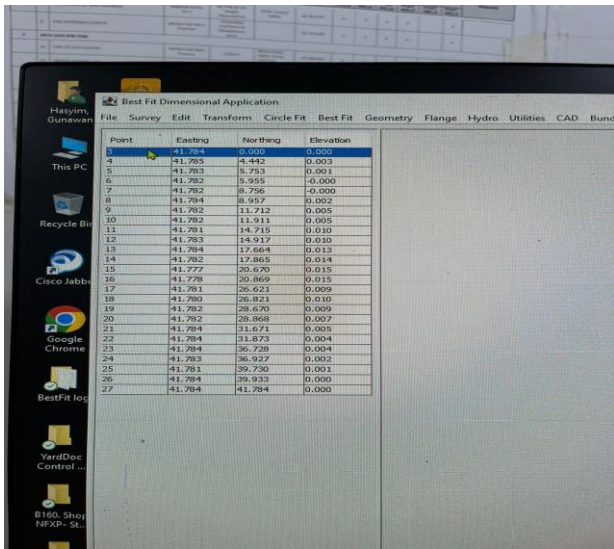 Best Fit Dimensional Application
File Survey Edit Transform Circle Fit Best Fit Geometry Flange Hydro Utilities CAD Bund
Point Easting Northing Elevation
3 41.784 0.000 0.000
4 41.785 4.442 0.003
5 41.783 5.753 0.001
6 41.782 5.955 -0.000
7 41.782 8.756 -0.000
8 41.784 8.957 0.002
9 41.782 11.712 0.005
10 41.782 11.911 0.005
11 41.781 14.715 0.010
12 41.783 14.917 0.010
13 41.784 17.664 0.013
14 41.782 17.865 0.014
15 41.777 20.670 0.015
16 41.778 20.869 0.015
17 41.781 26.621 0.009
18 41.780 26.821 0.010
19 41.782 28.670 0.009
20 41.782 28.868 0.007
21 41.784 31.671 0.005
22 41.784 31.873 0.004
23 41.784 36.728 0.004
24 41.783 36.927 0.002
25 41.781 39.730 0.001
26 41.784 39.933 0.000
27 41.784 41.784 0.000
Hasyim,
Gunawan
This PC
Recycle Bin
Cisco Jabbe
Google
Chrome
BestFit log
YardDoc
Control ...
B160. Shop
NFXP- St...